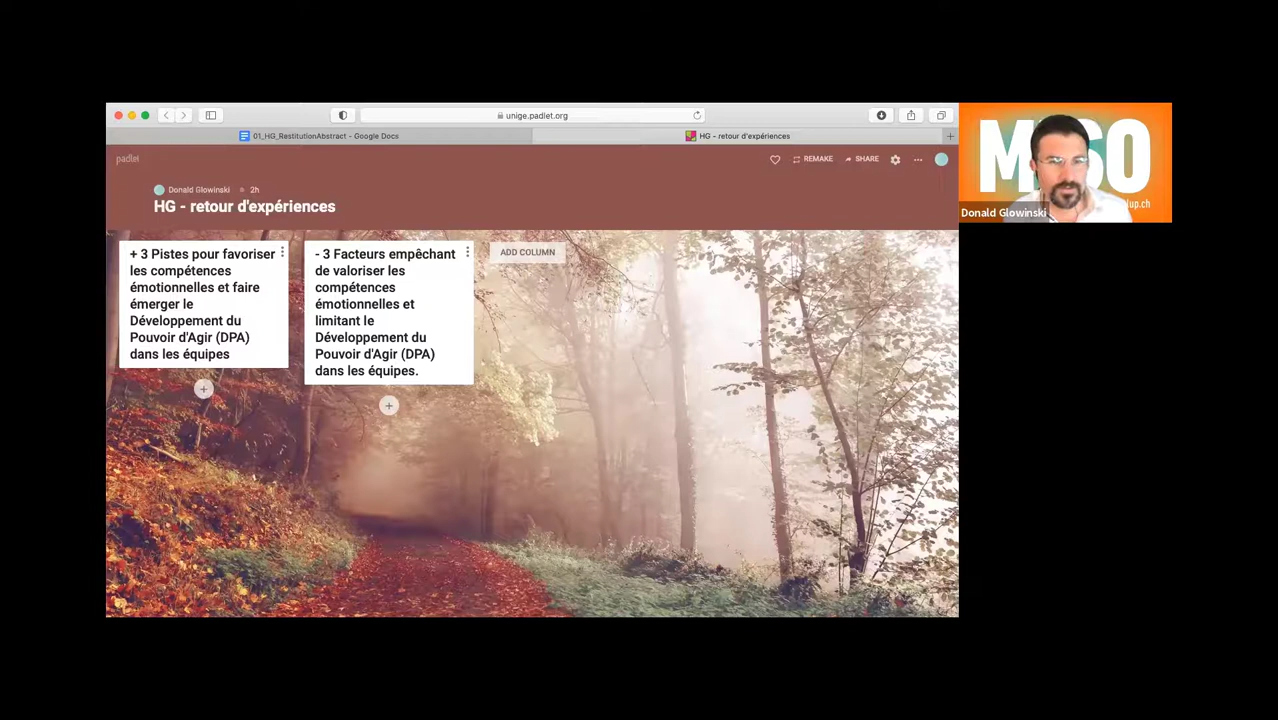 unige.padlet.org
01_HG_RestitutionAbstract - Google Docs
HG - retour d'expériences
padlet
REMAKE
SHARE
Donald Glowinski
2h
HG - retour d'expériences
+ 3 Pistes pour favoriser
les compétences
émotionnelles et faire
émerger le
Développement du
Pouvoir d'Agir (DPA)
dans les équipes
- 3 Facteurs empêchant
de valoriser les
compétences
émotionnelles et
limitant le
Développement du
Pouvoir d'Agir (DPA)
dans les équipes.
ADD COLUMN
lup.ch
Donald Glowinski